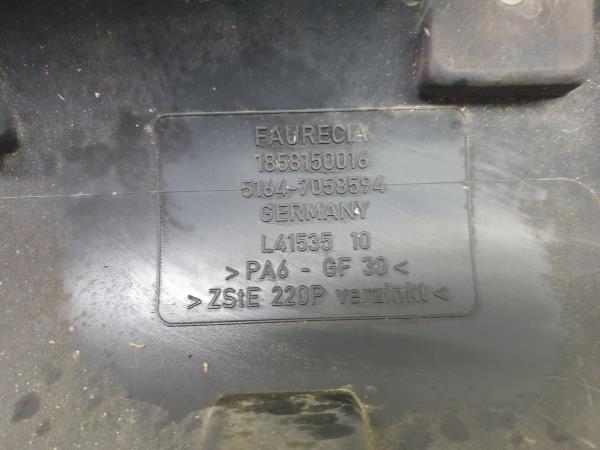 FAURECIA
1858150016
5164-7058594
GERMANY
L41535 10
>PA6 - GF 30<
>ZStE 220P verzinkt<